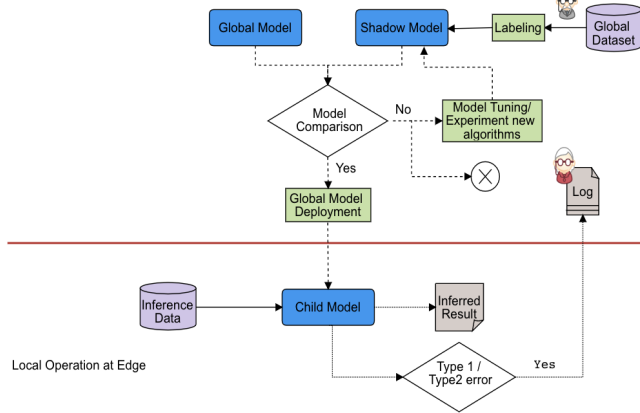 Global Model
Shadow Model
Labeling
Global
Dataset
Model
Comparison
No
Model Tuning/
Experiment new
algorithms
Yes
Global Model
Deployment
Log
Inference
Data
Child Model
Inferred
Result
Local Operation at Edge
Type 1 /
Type2 error
Yes